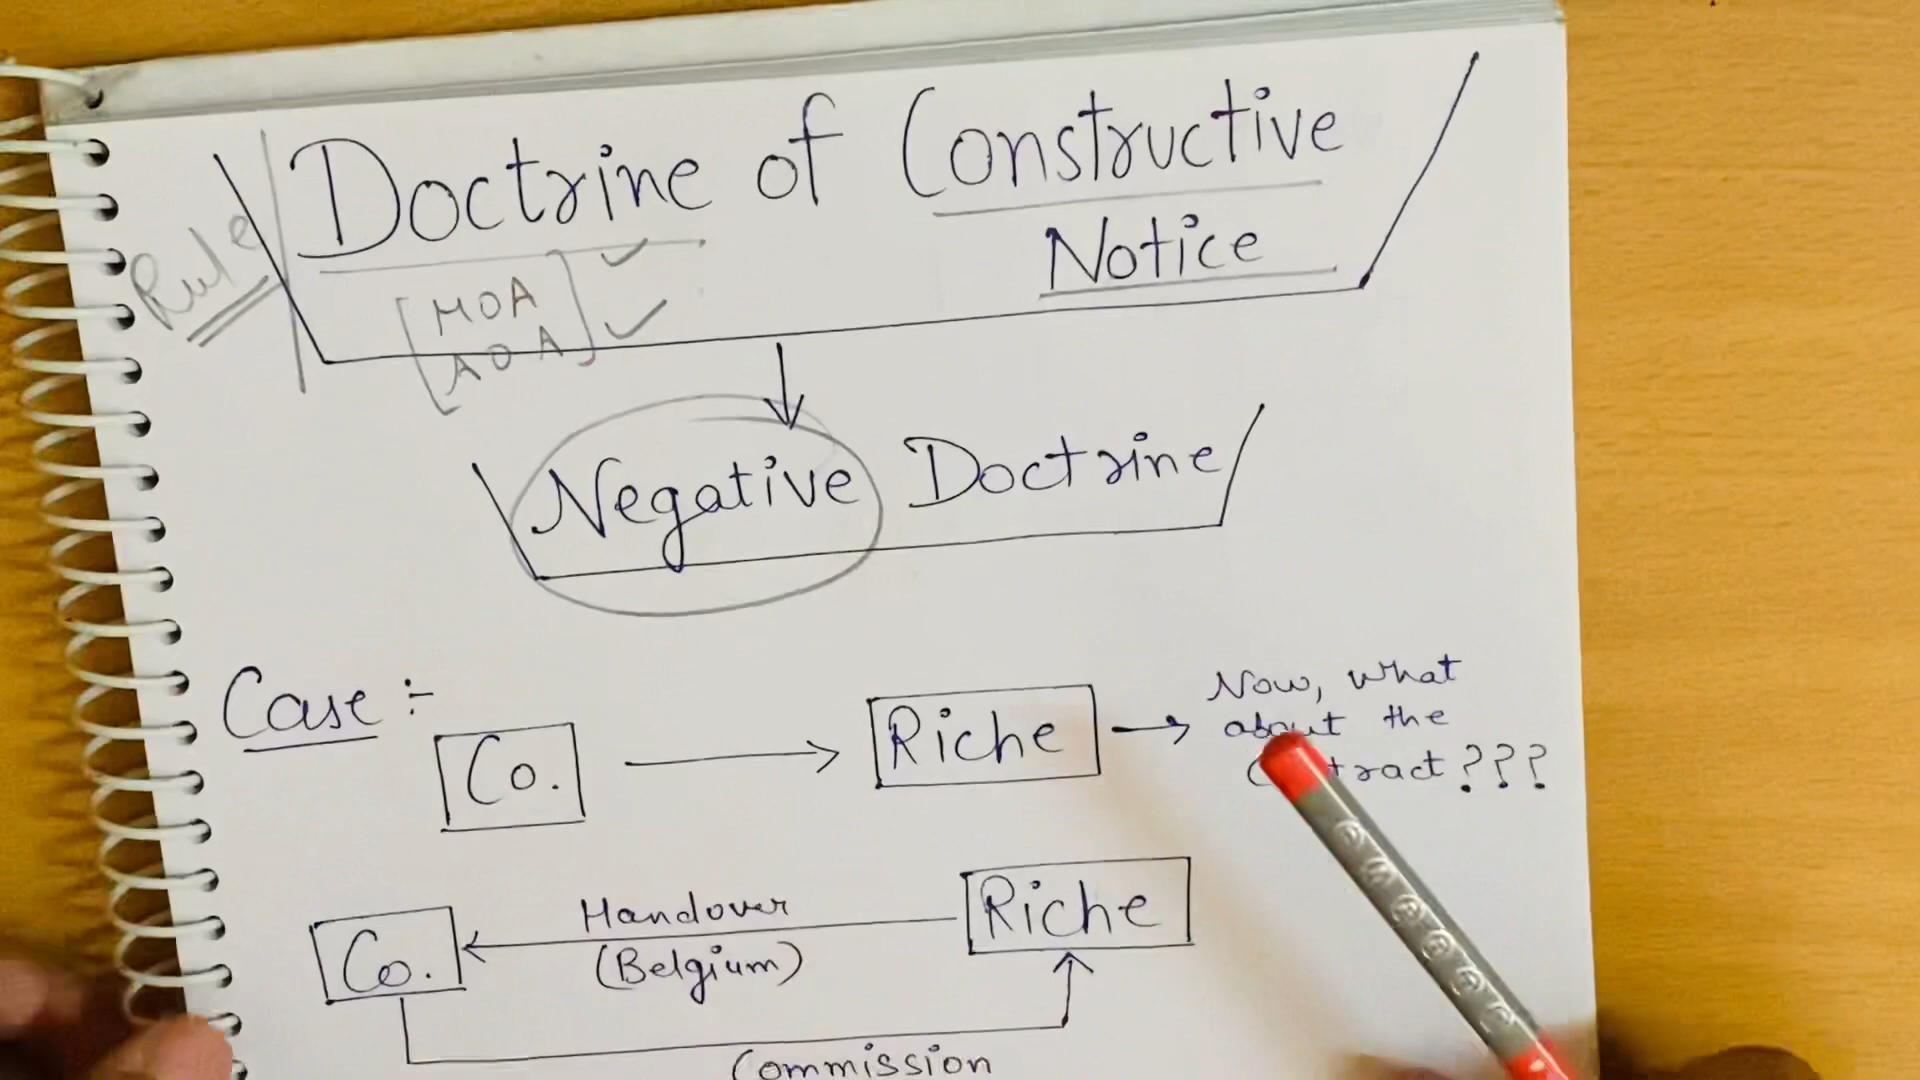 Doctrine of Constructive
Notice
Rule
MOA
AOA
Negative Doctrine
Case :-
Co.
Riche
Now, what
about the
???
Co.
Handover
(Belgium)
Riche
Commission